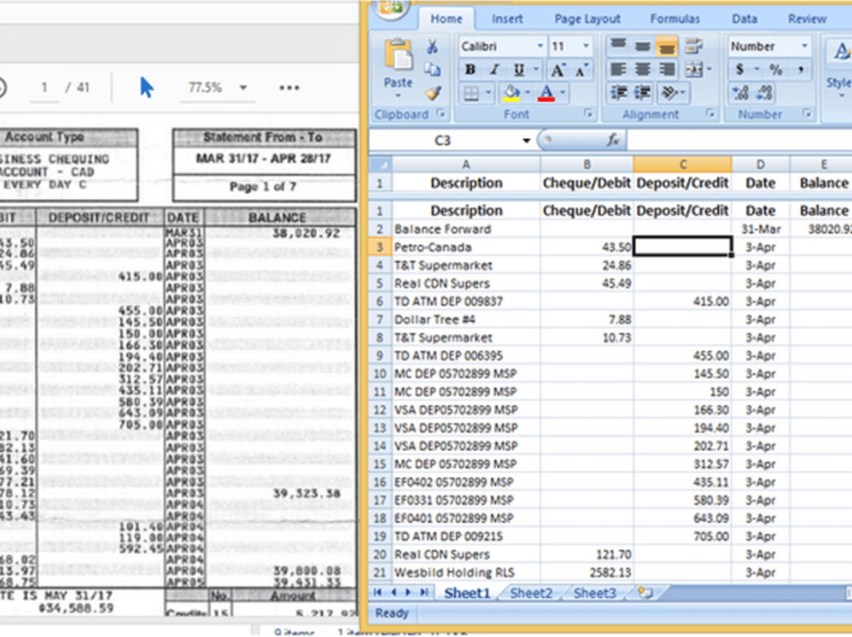 1 / 41
77.5%
Account Type
Statement From - To
SINESS CHEQUING
ACCOUNT - CAD
EVERY DAY C
MAR 31/17 - APR 28/17
Page 1 of 7
BIT DEPOSIT/CREDIT DATE BALANCE
MAR31 38,020.92
43.50 APR03
24.86 APR03
45.49 APR03
415.00 APR03
7.88 APR03
10.73 APR03
455.00 APR03
145.50 APR03
150.00 APR03
166.30 APR03
194.40 APR03
202.71 APR03
312.57 APR03
435.11 APR03
580.39 APR03
643.09 APR03
705.00 APR03
21.70 APR03
82.13 APR03
41.60 APR03
69.39 APR03
77.21 APR03
78.12 APR03 39,323.38
10.73 APR04
43.43 APR04
101.40 APR04
119.00 APR04
592.45 APR04
68.02 APR04
13.97 APR04 39,800.08
68.75 APR05 39,431.33
TE IS MAY 31/17
$34,588.59
No. Amount
Credits 15 5,217.92
Home Insert Page Layout Formulas Data Review
Paste
Calibri 11
B I U A A
Number
$ % ,
Style
Clipboard Font Alignment Number
C3 fx
A B C D E
1 Description Cheque/Debit Deposit/Credit Date Balance
1 Description Cheque/Debit Deposit/Credit Date Balance
2 Balance Forward 31-Mar 38020.92
3 Petro-Canada 43.50 3-Apr
4 T&T Supermarket 24.86 3-Apr
5 Real CDN Supers 45.49 3-Apr
6 TD ATM DEP 009837 415.00 3-Apr
7 Dollar Tree #4 7.88 3-Apr
8 T&T Supermarket 10.73 3-Apr
9 TD ATM DEP 006395 455.00 3-Apr
10 MC DEP 05702899 MSP 145.50 3-Apr
11 MC DEP 05702899 MSP 150 3-Apr
12 VSA DEP05702899 MSP 166.30 3-Apr
13 VSA DEP05702899 MSP 194.40 3-Apr
14 VSA DEP05702899 MSP 202.71 3-Apr
15 MC DEP 05702899 MSP 312.57 3-Apr
16 EF0402 05702899 MSP 435.11 3-Apr
17 EF0331 05702899 MSP 580.39 3-Apr
18 EF0401 05702899 MSP 643.09 3-Apr
19 TD ATM DEP 009215 705.00 3-Apr
20 Real CDN Supers 121.70 3-Apr
21 Wesbild Holding RLS 2582.13 3-Apr
Sheet1 Sheet2 Sheet3
Ready